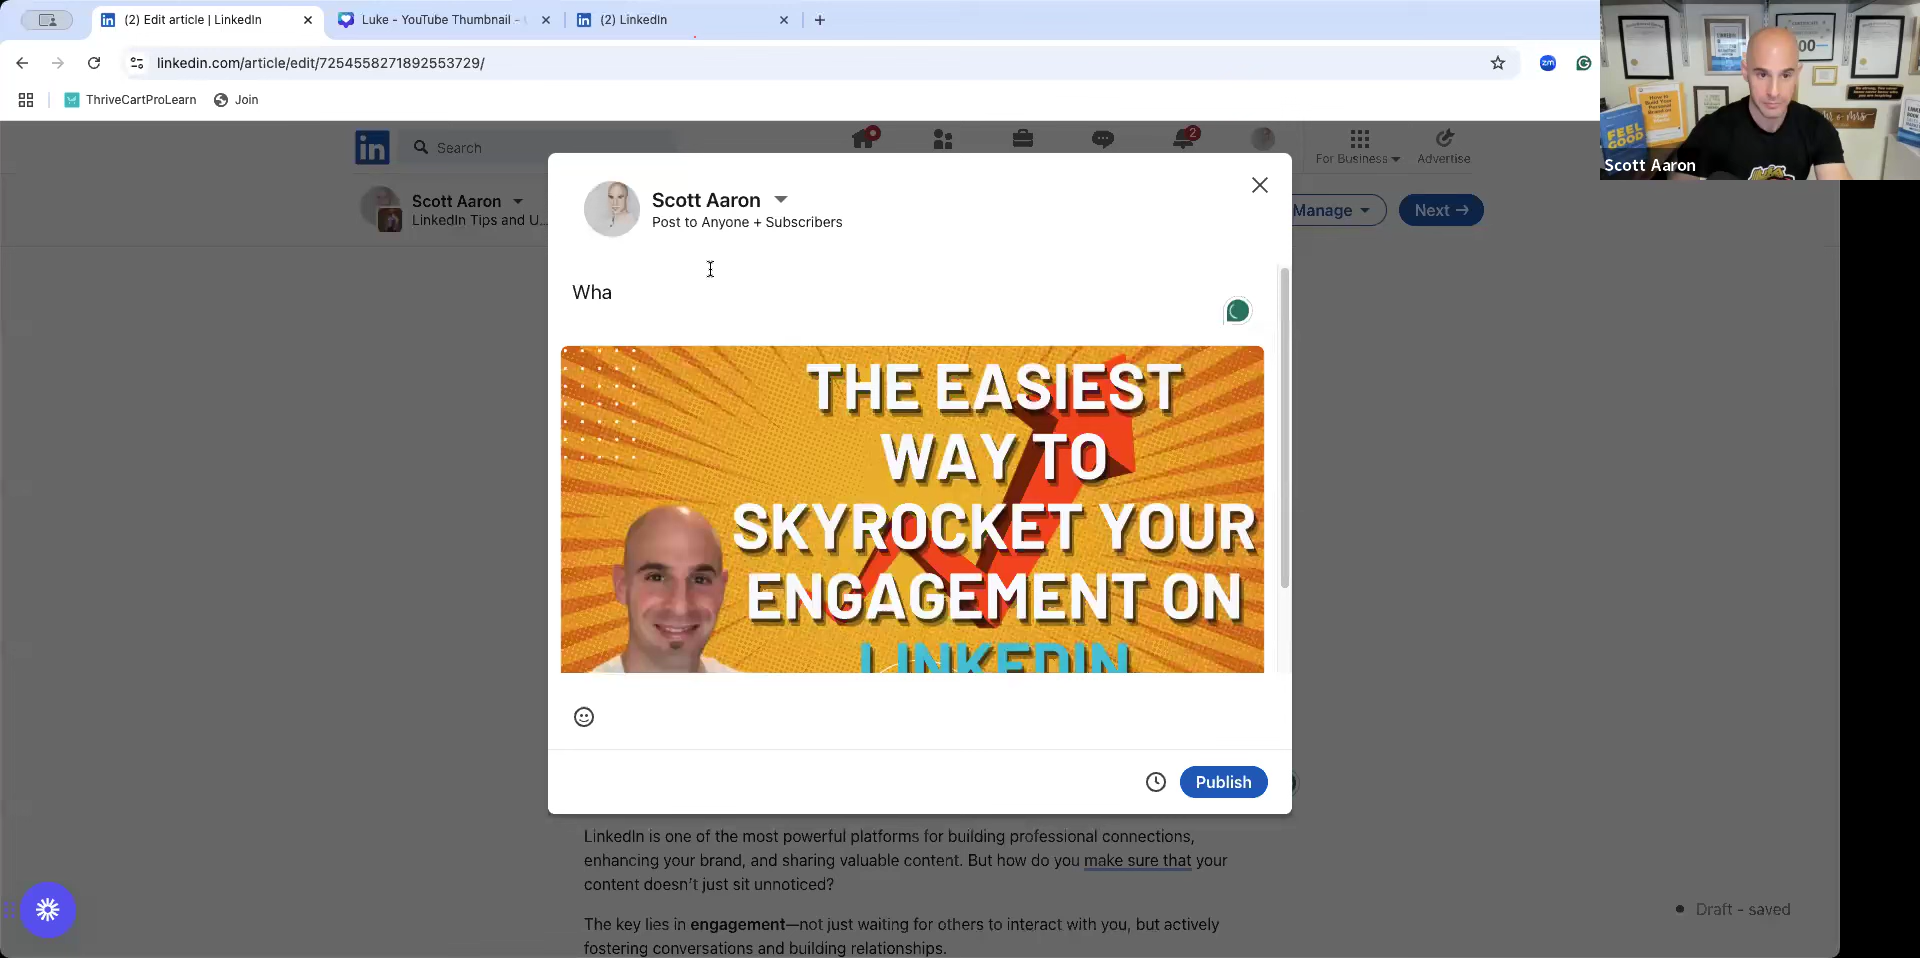 (2) Edit article | LinkedIn
Luke - YouTube Thumbnail -
(2) LinkedIn
linkedin.com/article/edit/7254558271892553729/
zm
ThriveCartProLearn
Join
Search
2
For Business
Advertise
Scott Aaron
LinkedIn Tips and U...
Manage
Next →
Scott Aaron
Post to Anyone + Subscribers
Wha
THE EASIEST
WAY TO
SKYROCKET YOUR
ENGAGEMENT ON
LINKEDIN
Publish
LinkedIn is one of the most powerful platforms for building professional connections,
enhancing your brand, and sharing valuable content. But how do you make sure that your
content doesn't just sit unnoticed?
The key lies in engagement—not just waiting for others to interact with you, but actively
fostering conversations and building relationships.
Draft - saved
FEEL
GOOD
Scott Aaron